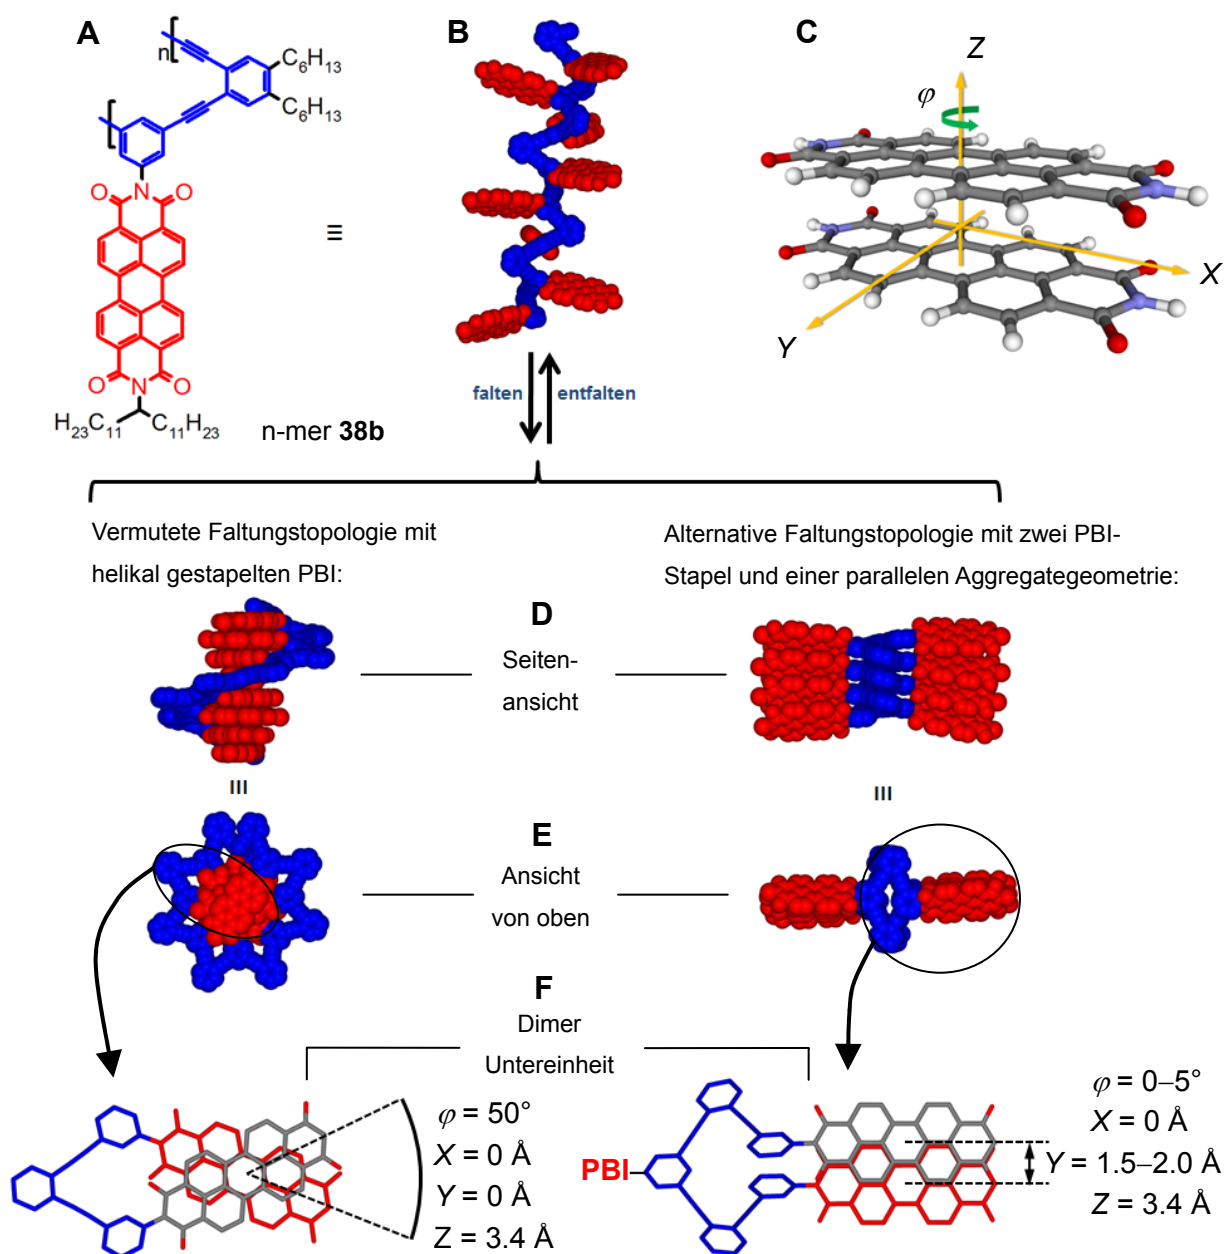 A
B
C
n
C6H13
C6H13
O
N
O
O
N
O
H23C11
C11H23
≡
n-mer 38b
Z
φ
X
Y
falten
entfalten
Vermutete Faltungstopologie mit
helikal gestapelten PBI:
Alternative Faltungstopologie mit zwei PBI-
Stapel und einer parallelen Aggregategeometrie:
D
Seiten-
ansicht
E
Ansicht
von oben
F
Dimer
Untereinheit
φ = 50°
X = 0 Å
Y = 0 Å
Z = 3.4 Å
PBI
φ = 0–5°
X = 0 Å
Y = 1.5–2.0 Å
Z = 3.4 Å